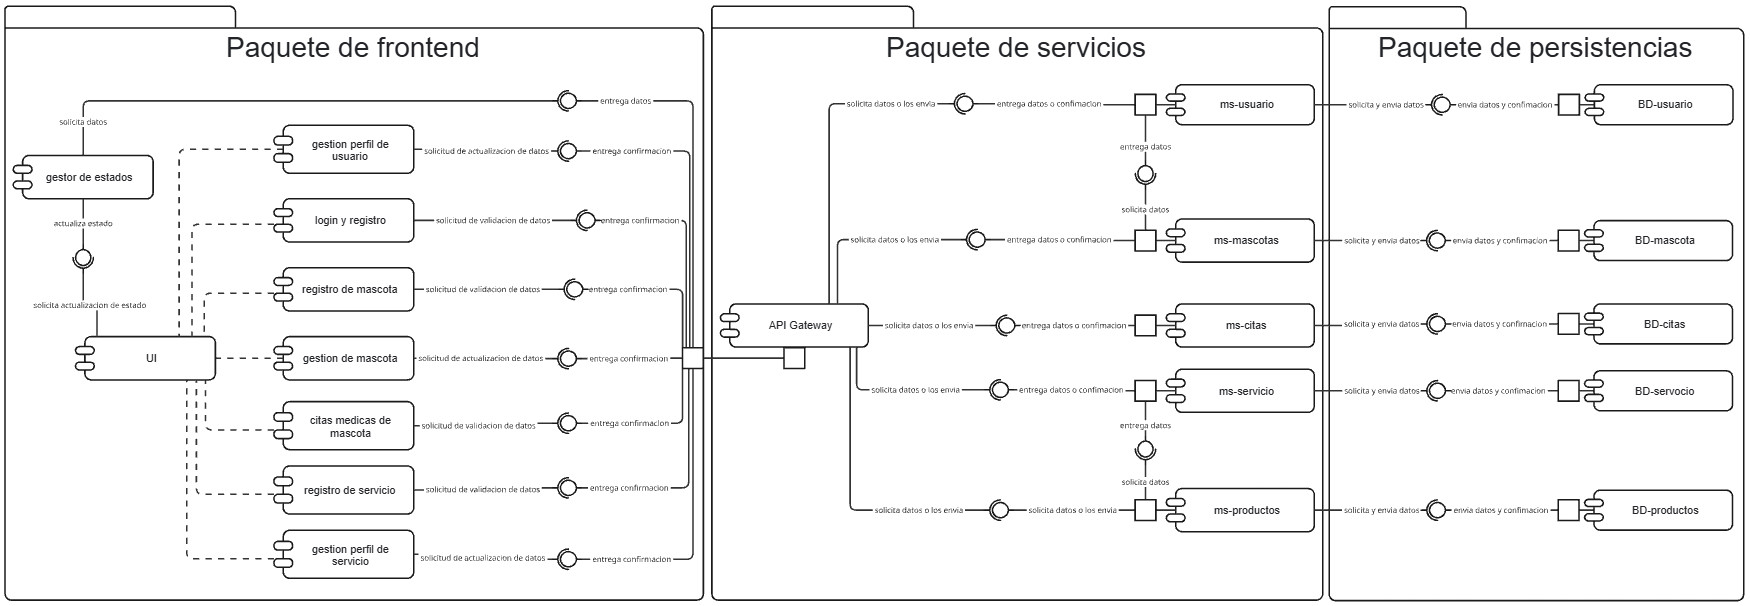 Paquete de frontend
entrega datos
solicita datos
gestor de estados
actualiza estado
solicita actualizacion de estado
UI
gestion perfil de
usuario
solicitud de actualizacion de datos
entrega confirmacion
login y registro
solicitud de validacion de datos
entrega confirmacion
registro de mascota
solicitud de validacion de datos
entrega confirmacion
gestion de mascota
solicitud de actualizacion de datos
entrega confirmacion
citas medicas de
mascota
solicitud de validacion de datos
entrega confirmacion
registro de servicio
solicitud de validacion de datos
entrega confirmacion
gestion perfil de
servicio
solicitud de actualizacion de datos
entrega confirmacion
Paquete de servicios
API Gateway
solicita datos o los envia
entrega datos o confimacion
ms-usuario
entrega datos
solicita datos
solicita datos o los envia
entrega datos o confirmacion
ms-mascotas
solicita datos o los envia
entrega datos o confirmacion
ms-citas
solicita datos o los envia
entrega datos o confirmacion
ms-servicio
entrega datos
solicita datos
solicita datos o los envia
solicita datos o los envia
ms-productos
Paquete de persistencias
solicita y envia datos
envia datos y confimacion
BD-usuario
solicita y envia datos
envia datos y confimacion
BD-mascota
solicita y envia datos
envia datos y confimacion
BD-citas
solicita y envia datos
envia datos y confimacion
BD-servocio
solicita y envia datos
envia datos y confimacion
BD-productos